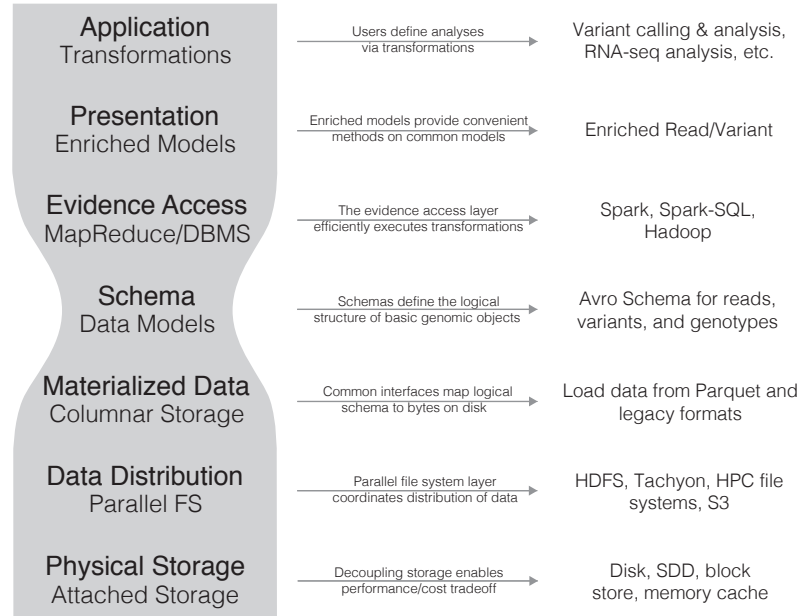 Application
Transformations
Users define analyses
via transformations
Variant calling & analysis,
RNA-seq analysis, etc.
Presentation
Enriched Models
Enriched models provide convenient
methods on common models
Enriched Read/Variant
Evidence Access
MapReduce/DBMS
The evidence access layer
efficiently executes transformations
Spark, Spark-SQL,
Hadoop
Schema
Data Models
Schemas define the logical
structure of basic genomic objects
Avro Schema for reads,
variants, and genotypes
Materialized Data
Columnar Storage
Common interfaces map logical
schema to bytes on disk
Load data from Parquet and
legacy formats
Data Distribution
Parallel FS
Parallel file system layer
coordinates distribution of data
HDFS, Tachyon, HPC file
systems, S3
Physical Storage
Attached Storage
Decoupling storage enables
performance/cost tradeoff
Disk, SDD, block
store, memory cache